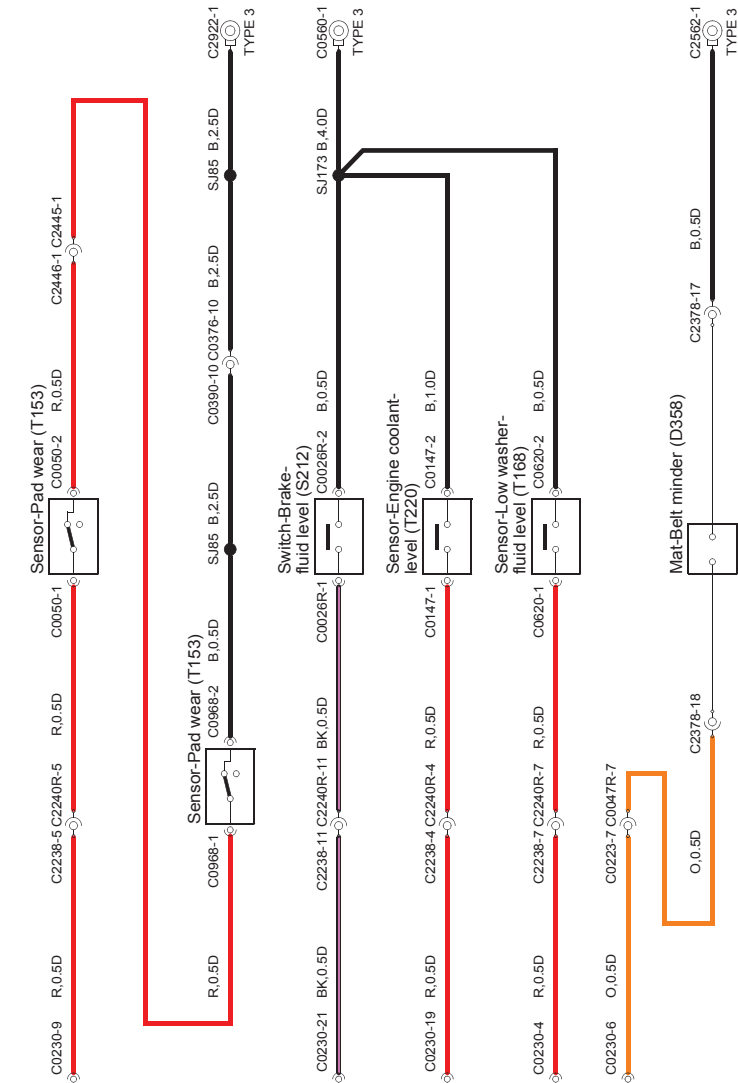 C0230-9
R,0.5D
C2238-5 C2240R-5
R,0.5D
C0050-1
Sensor-Pad wear (T153)
C0050-2
R,0.5D
C2446-1 C2445-1
R,0.5D
C0968-1
Sensor-Pad wear (T153)
C0968-2
B,0.5D
SJ85
B,2.5D
C0390-10 C0376-10
B,2.5D
SJ85
B,2.5D
C2922-1
TYPE 3
C0230-21
BK,0.5D
C2238-11 C2240R-11
BK,0.5D
C0026R-1
Switch-Brake-
fluid level (S212)
C0026R-2
B,0.5D
SJ173
B,4.0D
C0560-1
TYPE 3
C0230-19
R,0.5D
C2238-4 C2240R-4
R,0.5D
C0147-1
Sensor-Engine coolant-
level (T220)
C0147-2
B,1.0D
C0230-4
R,0.5D
C2238-7 C2240R-7
R,0.5D
C0620-1
Sensor-Low washer-
fluid level (T168)
C0620-2
B,0.5D
C0230-6
O,0.5D
C0223-7 C0047R-7
O,0.5D
C2378-18
Mat-Belt minder (D358)
C2378-17
B,0.5D
C2562-1
TYPE 3